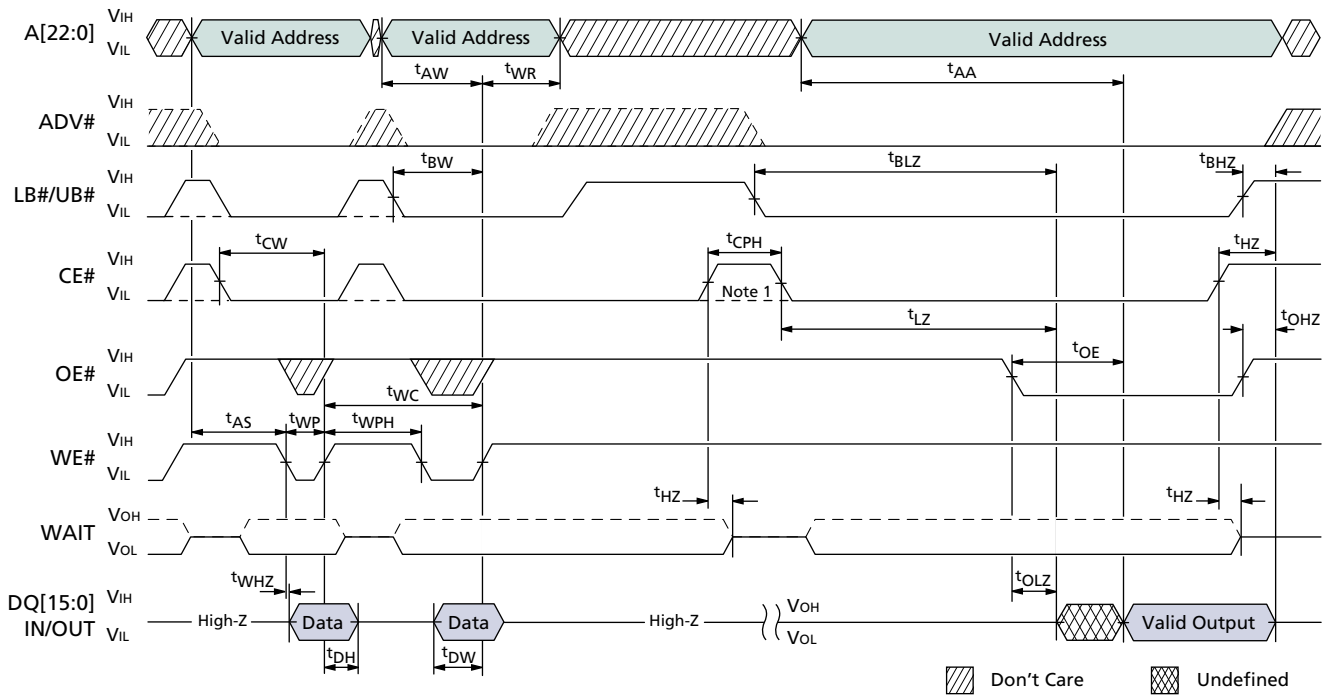 A[22:0] VIH Valid Address Valid Address Valid Address
VIL
tAW tWR tAA
ADV# VIH
VIL
tBW tBLZ tBHZ
LB#/UB# VIH
VIL
tCW tCPH tHZ
CE# VIH
VIL Note 1
tLZ tOHZ
OE# VIH tOE
VIL tWC
tAS tWP tWPH
WE# VIH
VIL
tHZ tHZ
WAIT VOH
VOL
tWHZ tOLZ
DQ[15:0] VIH VOH
High-Z Data Data High-Z Valid Output
IN/OUT VIL VOL
tDH tDW
Don't Care Undefined